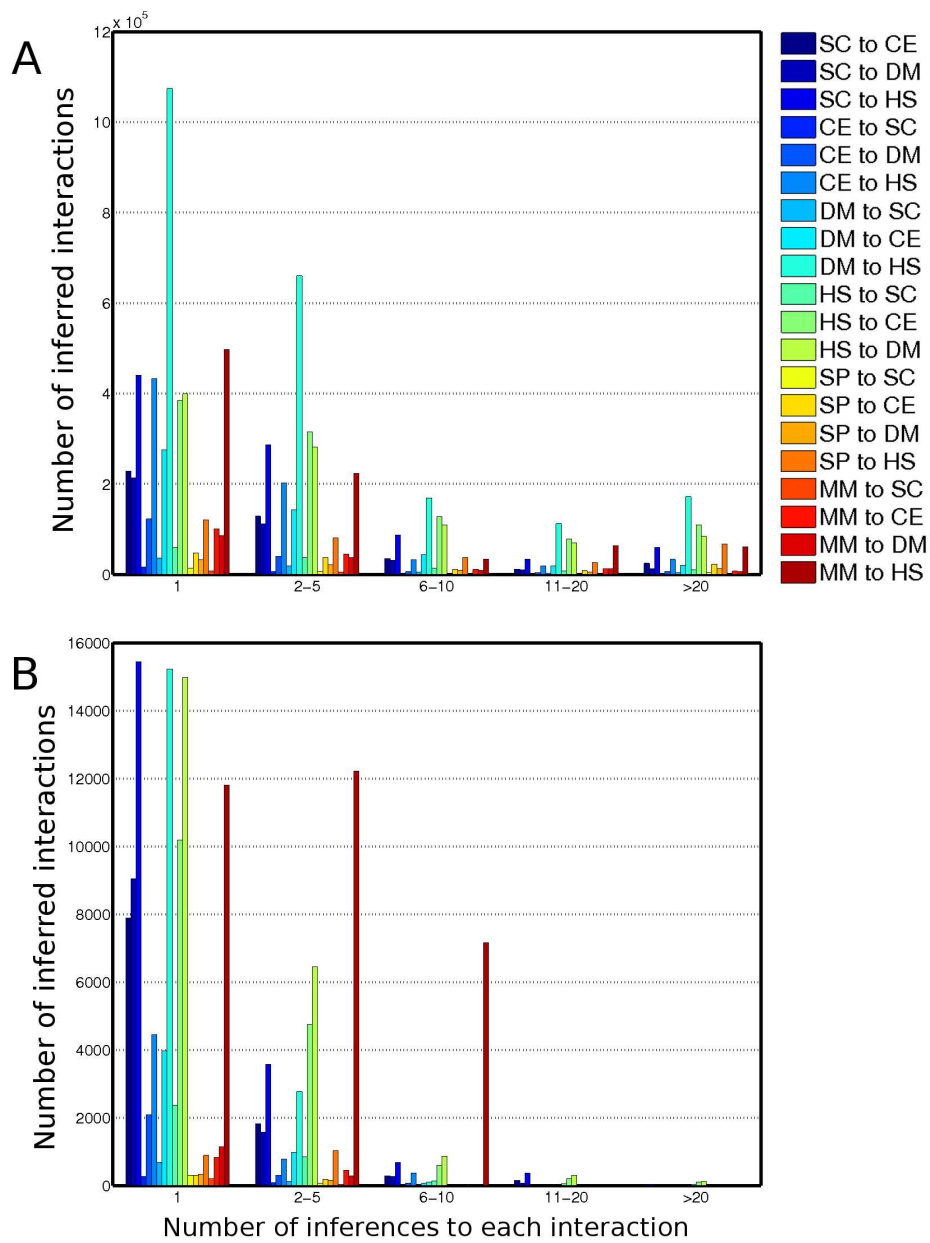 A
12
x 10^5
10
8
6
4
2
0
Number of inferred interactions
1
2-5
6-10
11-20
>20
SC to CE
SC to DM
SC to HS
CE to SC
CE to DM
CE to HS
DM to SC
DM to CE
DM to HS
HS to SC
HS to CE
HS to DM
SP to SC
SP to CE
SP to DM
SP to HS
MM to SC
MM to CE
MM to DM
MM to HS
B
16000
14000
12000
10000
8000
6000
4000
2000
0
Number of inferred interactions
1
2-5
6-10
11-20
>20
Number of inferences to each interaction